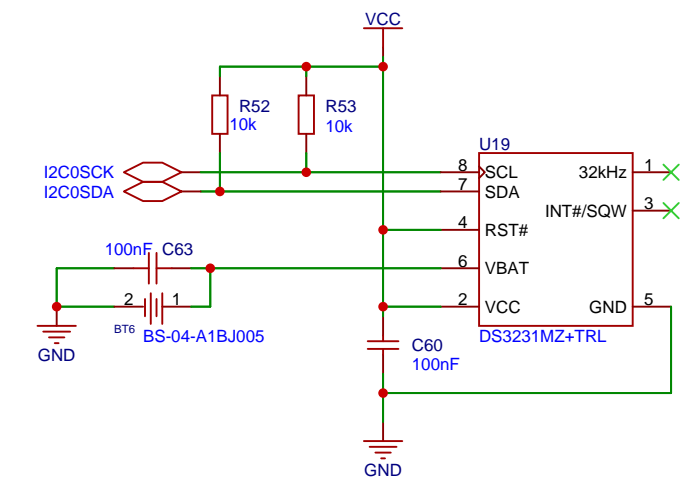 VCC
R52
10k
R53
10k
U19
I2C0SCK
I2C0SDA
8
SCL
7
SDA
4
RST#
6
VBAT
2
VCC
32kHz
1
INT#/SQW
3
GND
5
DS3231MZ+TRL
100nF
C63
2
1
BT6
BS-04-A1BJ005
GND
C60
100nF
GND